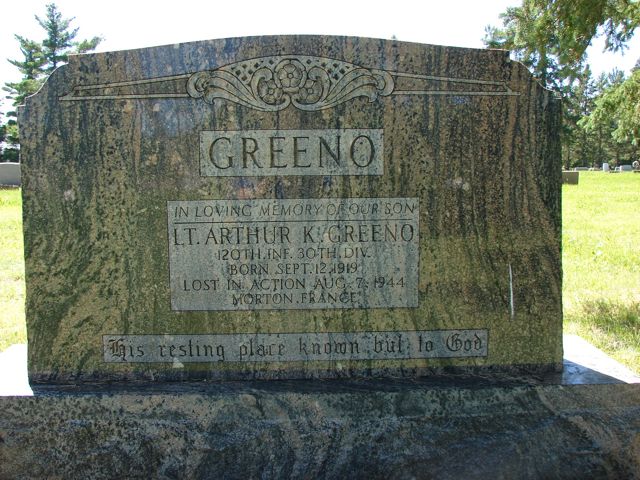 GREENO
IN LOVING MEMORY OF OUR SON
LT. ARTHUR K. GREENO
120TH. INF. 30TH. DIV.
BORN SEPT. 12, 1919
LOST IN ACTION AUG. 7, 1944
MORTON, FRANCE
His resting place known but to God